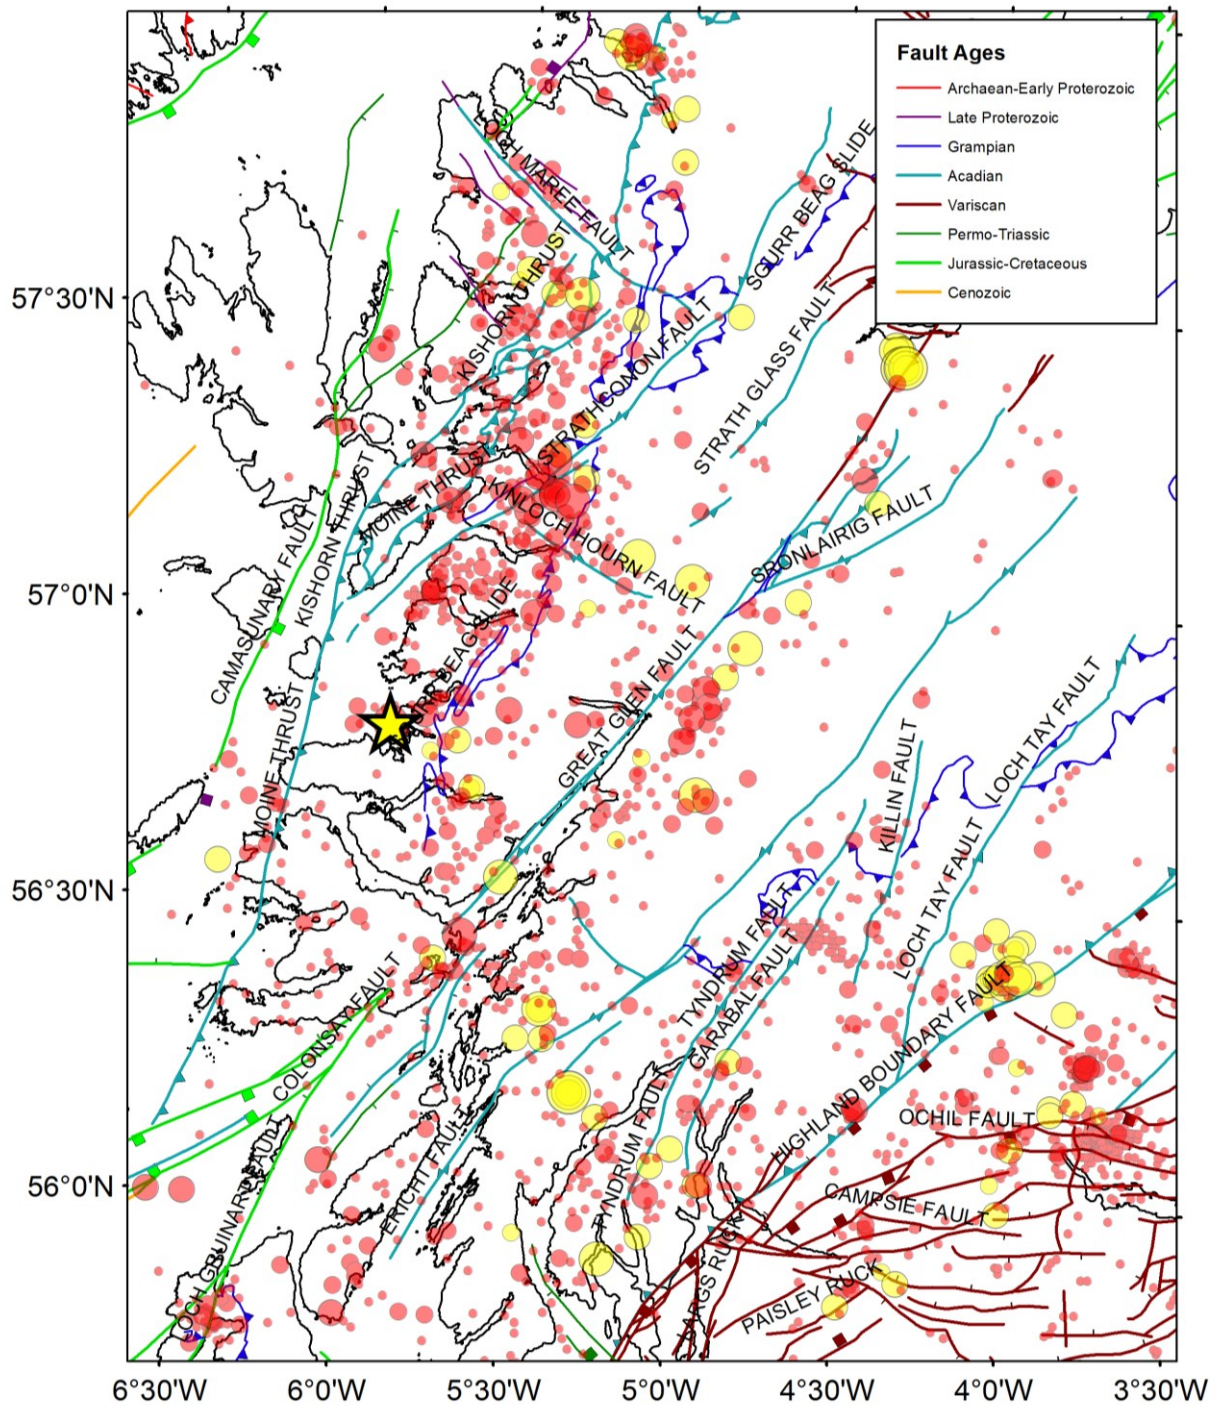 Fault Ages
Archaean-Early Proterozoic
Late Proterozoic
Grampian
Acadian
Variscan
Permo-Triassic
Jurassic-Cretaceous
Cenozoic
LOCH MAREE FAULT
SGURR BEAG SLIDE
57°30'N
KISHORN THRUST
STRATHCONON FAULT
STRATH GLASS FAULT
MOINE THRUST
KINLOCH HOURN FAULT
SRONLAIRIG FAULT
KISHORN THRUST
CAMASUNARY FAULT
57°0'N
SGURR BEAG SLIDE
GREAT GLEN FAULT
MOINE THRUST
KILLIN FAULT
LOCH TAY FAULT
56°30'N
LOCH TAY FAULT
TYNDRUM FAULT
GARABAL FAULT
COLONSAY FAULT
HIGHLAND BOUNDARY FAULT
OCHIL FAULT
56°0'N
LOCH GRUINART FAULT
ERICHT FAULT
TYNDRUM FAULT
CAMPSIE FAULT
LARGS RUCK
PAISLEY RUCK
6°30'W 6°0'W 5°30'W 5°0'W 4°30'W 4°0'W 3°30'W